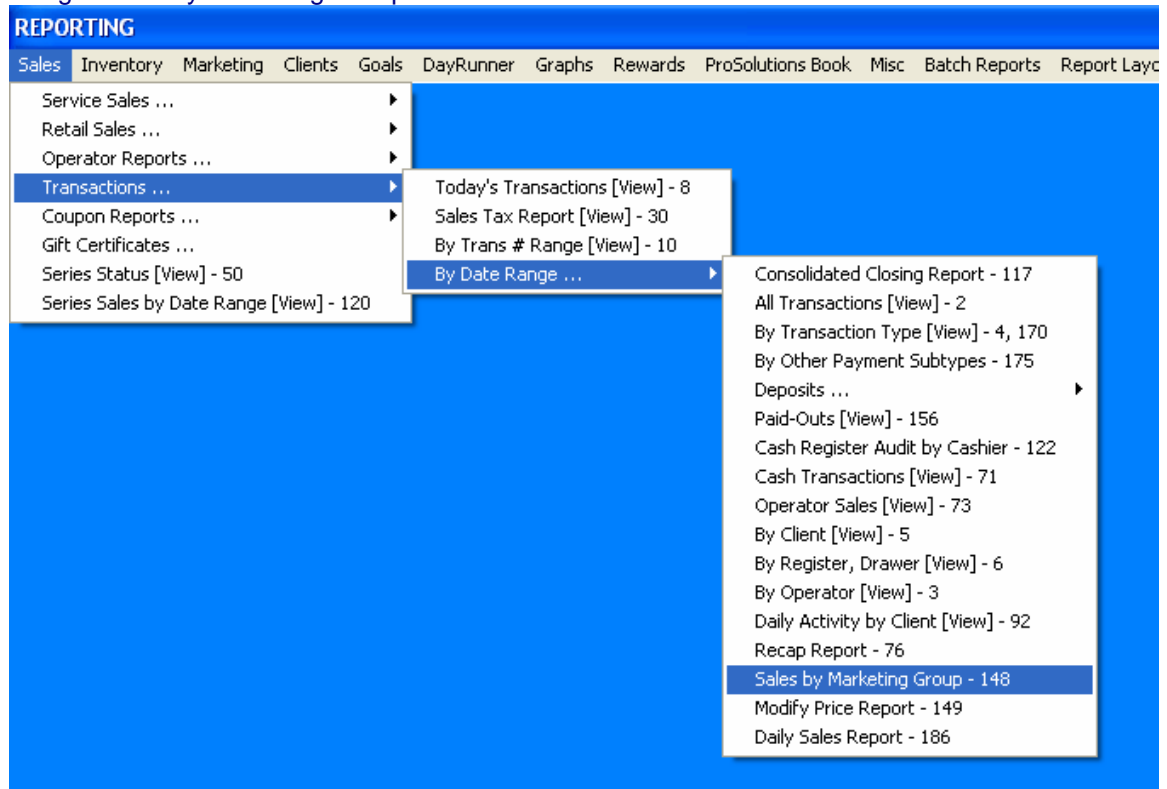 REPORTING
Sales Inventory Marketing Clients Goals DayRunner Graphs Rewards ProSolutions Book Misc Batch Reports Report Layo
Service Sales ...
Retail Sales ...
Operator Reports ...
Transactions ...
Coupon Reports ...
Gift Certificates ...
Series Status [View] - 50
Series Sales by Date Range [View] - 120
Today's Transactions [View] - 8
Sales Tax Report [View] - 30
By Trans # Range [View] - 10
By Date Range ...
Consolidated Closing Report - 117
All Transactions [View] - 2
By Transaction Type [View] - 4, 170
By Other Payment Subtypes - 175
Deposits ...
Paid-Outs [View] - 156
Cash Register Audit by Cashier - 122
Cash Transactions [View] - 71
Operator Sales [View] - 73
By Client [View] - 5
By Register, Drawer [View] - 6
By Operator [View] - 3
Daily Activity by Client [View] - 92
Recap Report - 76
Sales by Marketing Group - 148
Modify Price Report - 149
Daily Sales Report - 186